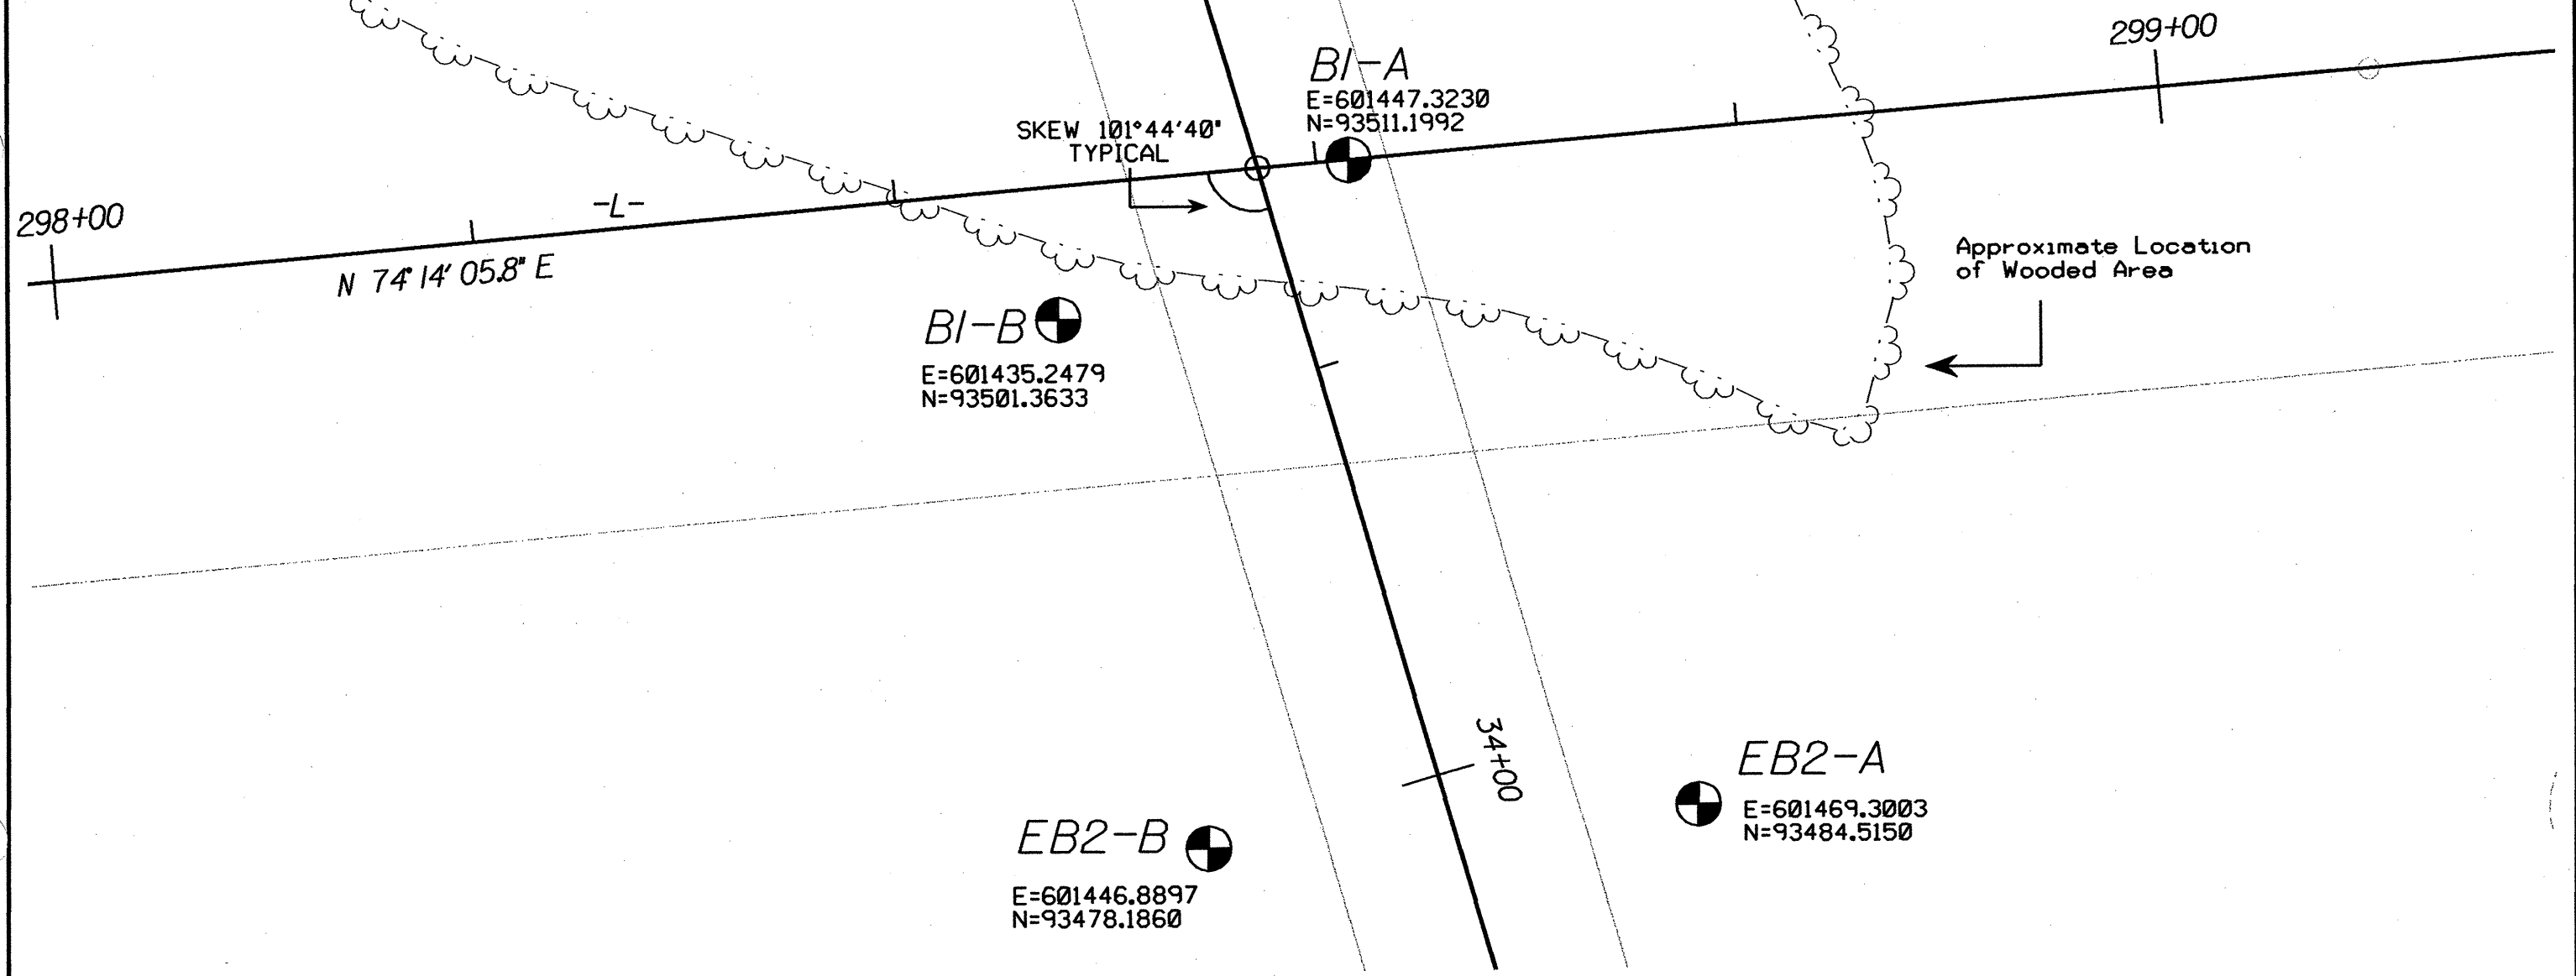 299+00
B1-A
E=601447.3230
N=93511.1992
SKEW 101°44'40"
TYPICAL
298+00
-L-
N 74°14' 05.8" E
Approximate Location
of Wooded Area
B1-B
E=601435.2479
N=93501.3633
34+00
EB2-A
E=601469.3003
N=93484.5150
EB2-B
E=601446.8897
N=93478.1860